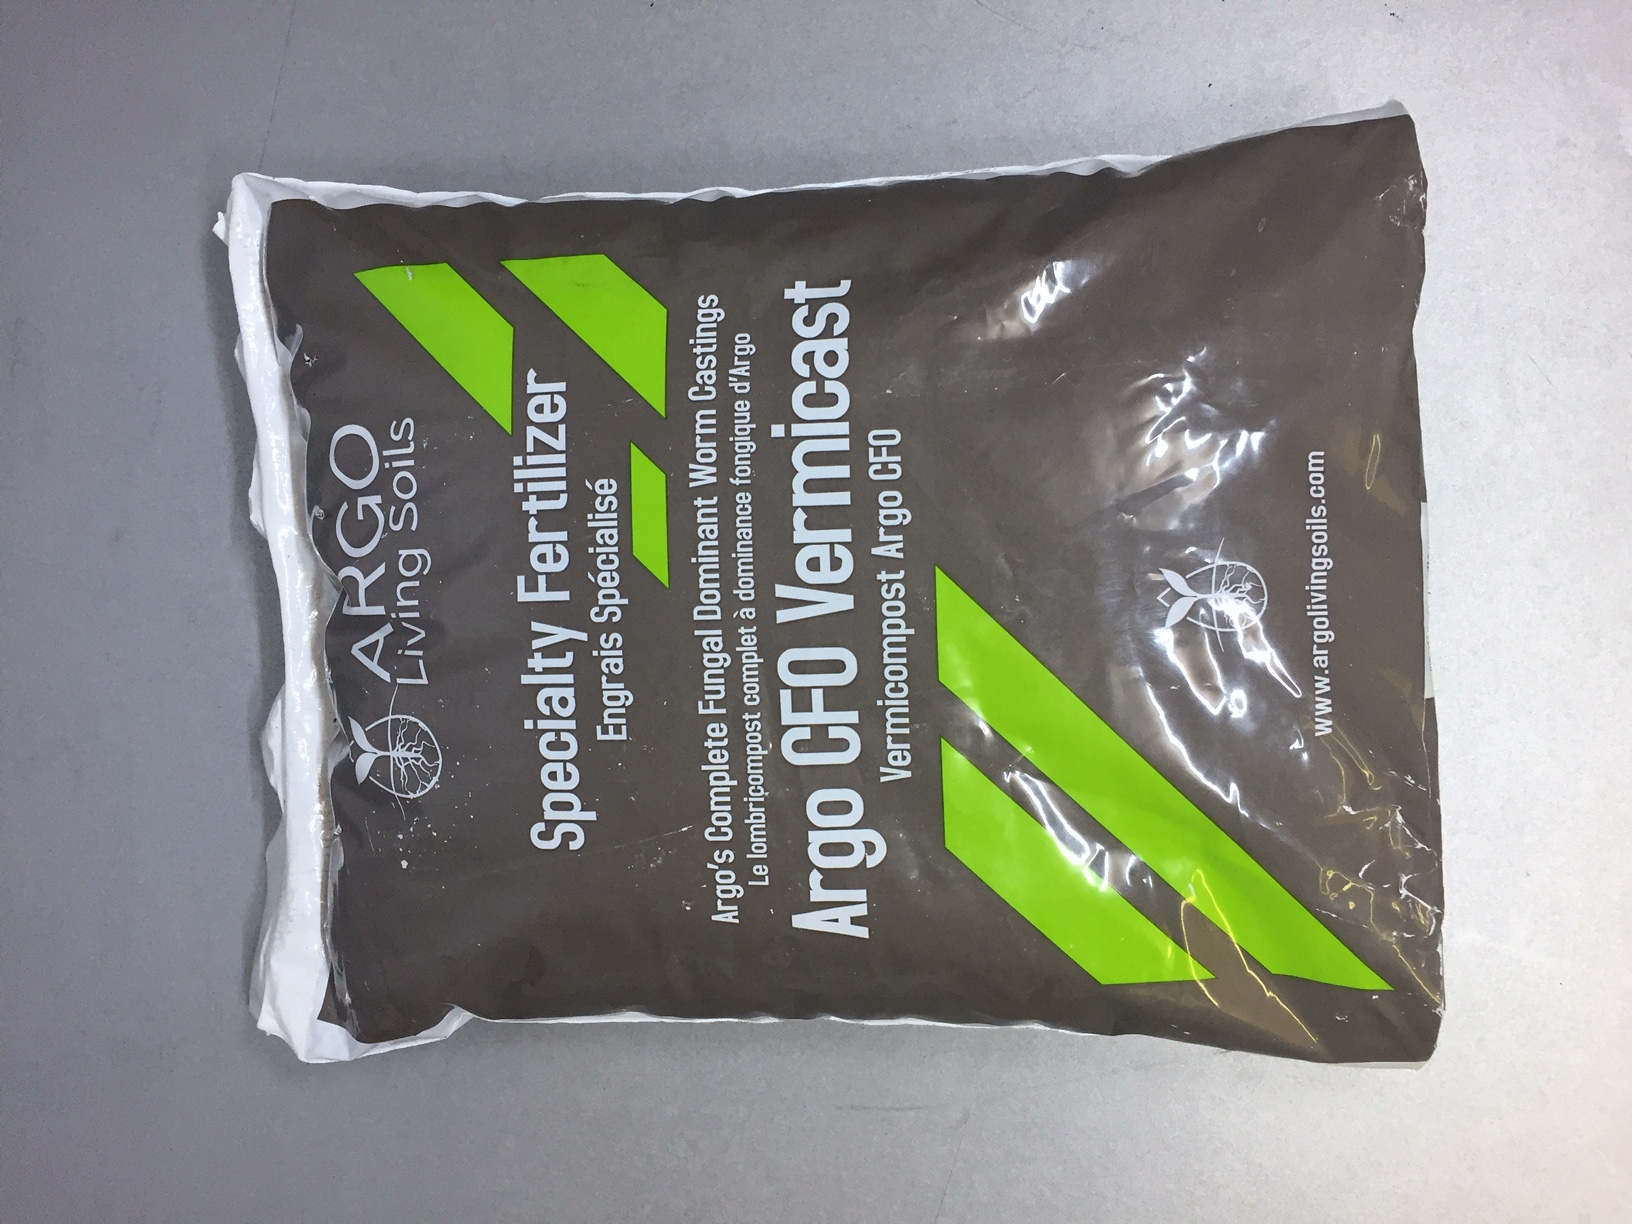 ARGO
Living Soils
Specialty Fertilizer
Engrais Spécialisé
Argo's Complete Fungal Dominant Worm Castings
Le lombricompost complet à dominance fongique d'Argo
Argo CFO Vermicast
Vermicompost Argo CFO
www.argolivingsoils.com